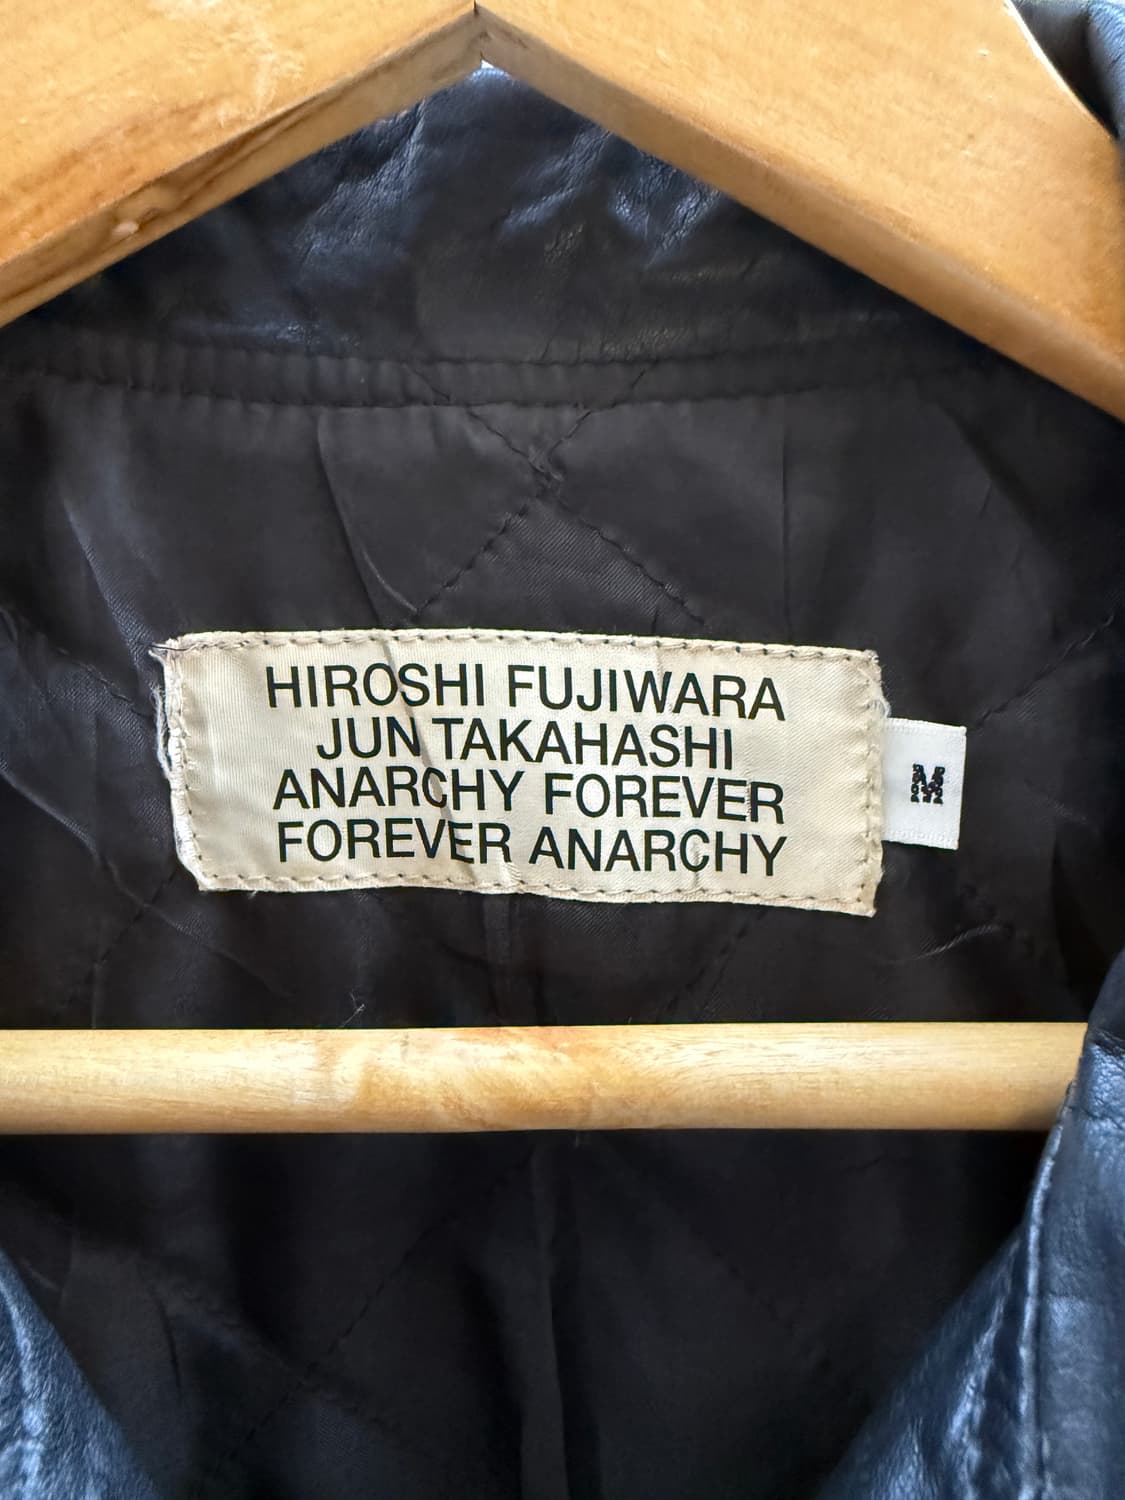 HIROSHI FUJIWARA
JUN TAKAHASHI
ANARCHY FOREVER
FOREVER ANARCHY
M